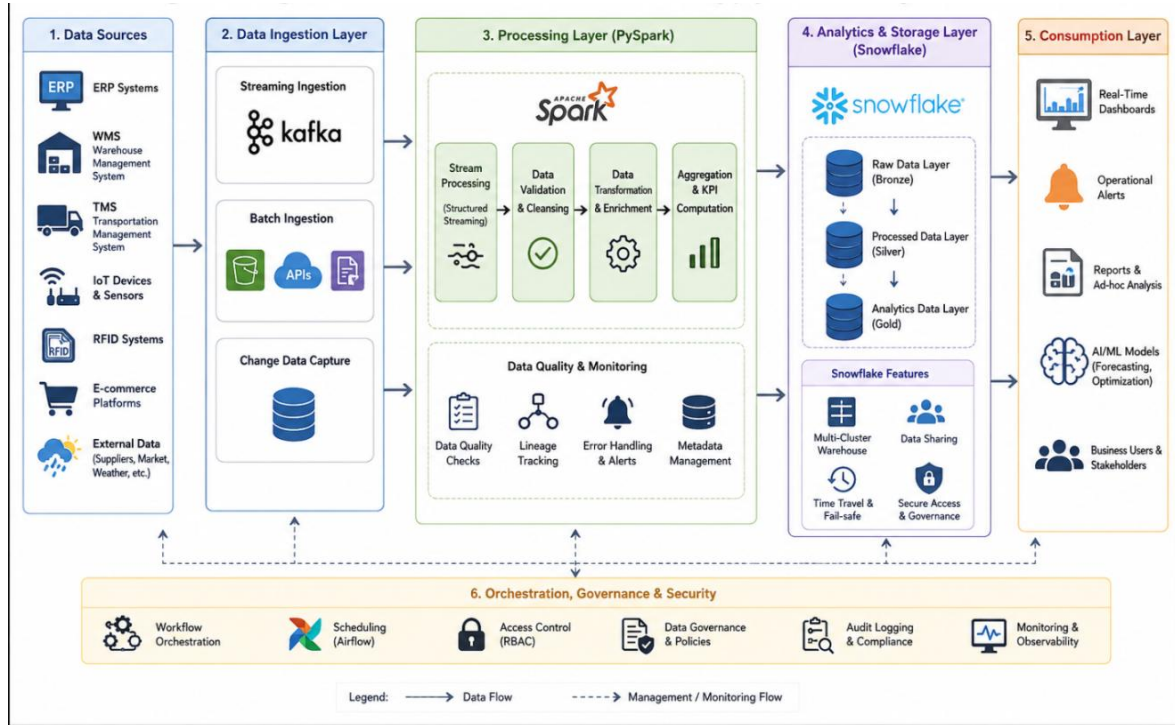 1. Data Sources
ERP
ERP Systems
WMS
Warehouse
Management
System
TMS
Transportation
Management
System
IoT Devices
& Sensors
RFID
RFID Systems
E-commerce
Platforms
External Data
(Suppliers, Market,
Weather, etc.)
2. Data Ingestion Layer
Streaming Ingestion
kafka
Batch Ingestion
APIs
Change Data Capture
3. Processing Layer (PySpark)
APACHE
Spark
Stream
Processing
(Structured
Streaming)
Data
Validation
& Cleansing
Data
Transformation
& Enrichment
Aggregation
& KPI
Computation
Data Quality & Monitoring
Data Quality
Checks
Lineage
Tracking
Error Handling
& Alerts
Metadata
Management
4. Analytics & Storage Layer
(Snowflake)
snowflake®
Raw Data Layer
(Bronze)
Processed Data Layer
(Silver)
Analytics Data Layer
(Gold)
Snowflake Features
Multi-Cluster
Warehouse
Data Sharing
Time Travel &
Fail-safe
Secure Access
& Governance
5. Consumption Layer
Real-Time
Dashboards
Operational
Alerts
Reports &
Ad-hoc Analysis
AI/ML Models
(Forecasting,
Optimization)
Business Users &
Stakeholders
6. Orchestration, Governance & Security
Workflow
Orchestration
Scheduling
(Airflow)
Access Control
(RBAC)
Data Governance
& Policies
Audit Logging
& Compliance
Monitoring &
Observability
Legend:
Data Flow
Management / Monitoring Flow